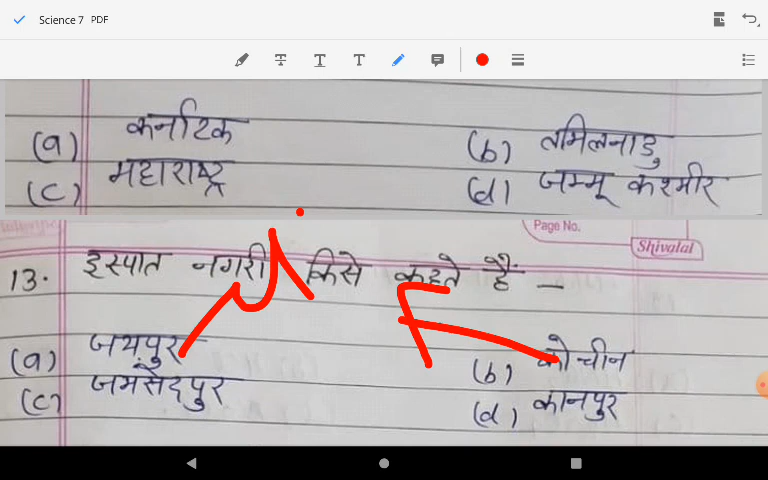 Science 7 PDF
(a) कर्नाटक (b) तमिलनाडु
(c) महाराष्ट्र (d) जम्मू कश्मीर
Page No.
Shivalal
13. इस्पात नगरी किसे कहते हैं —
(a) जयपुर (b) कोचीन
(c) जमसेदपुर (d) कानपुर